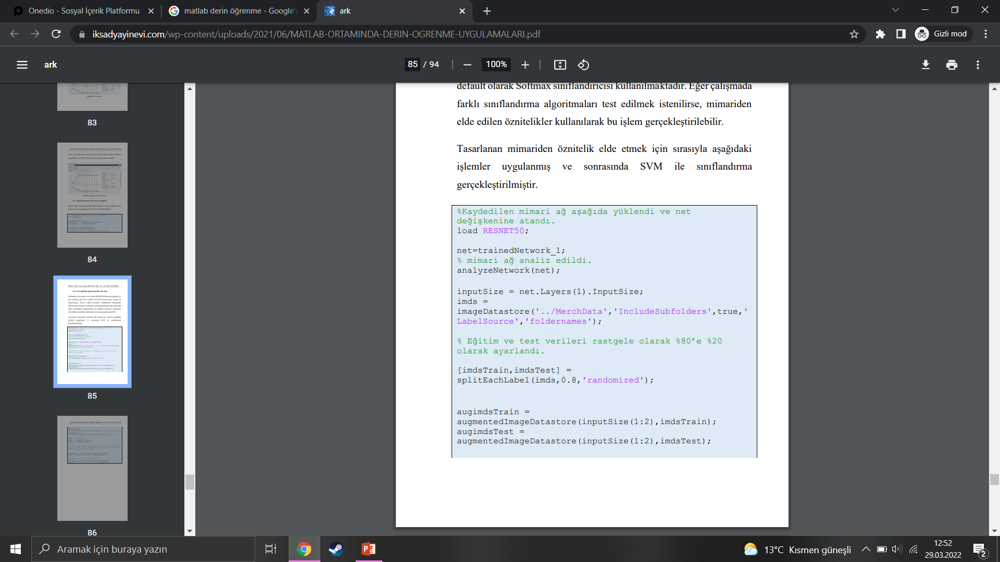 Onedio - Sosyal İçerik Platformu
matlab derin öğrenme - Google'd
ark
iksadyayinevi.com/wp-content/uploads/2021/06/MATLAB-ORTAMINDA-DERIN-OGRENME-UYGULAMALARI.pdf
Gizli mod
ark
85 / 94
100%
83
84
85
86
default olarak Softmax sınıflandırıcısı kullanılmaktadır. Eğer çalışmada
farklı sınıflandırma algoritmaları test edilmek istenilirse, mimariden
elde edilen öznitelikler kullanılarak bu işlem gerçekleştirilebilir.
Tasarlanan mimariden öznitelik elde etmek için sırasıyla aşağıdaki
işlemler uygulanmış ve sonrasında SVM ile sınıflandırma
gerçekleştirilmiştir.
%Kaydedilen mimari ağ aşağıda yüklendi ve net
değişkenine atandı.
load RESNET50;
net=trainedNetwork_1;
% mimari ağ analiz edildi.
analyzeNetwork(net);
inputSize = net.Layers(1).InputSize;
imds =
imageDatastore('../MerchData','IncludeSubfolders',true,'
LabelSource','foldernames');
% Eğitim ve test verileri rastgele olarak %80’e %20
olarak ayarlandı.
[imdsTrain,imdsTest] =
splitEachLabel(imds,0.8,'randomized');
augimdsTrain =
augmentedImageDatastore(inputSize(1:2),imdsTrain);
augimdsTest =
augmentedImageDatastore(inputSize(1:2),imdsTest);
Aramak için buraya yazın
13°C Kısmen güneşli
12:52
29.03.2022
2